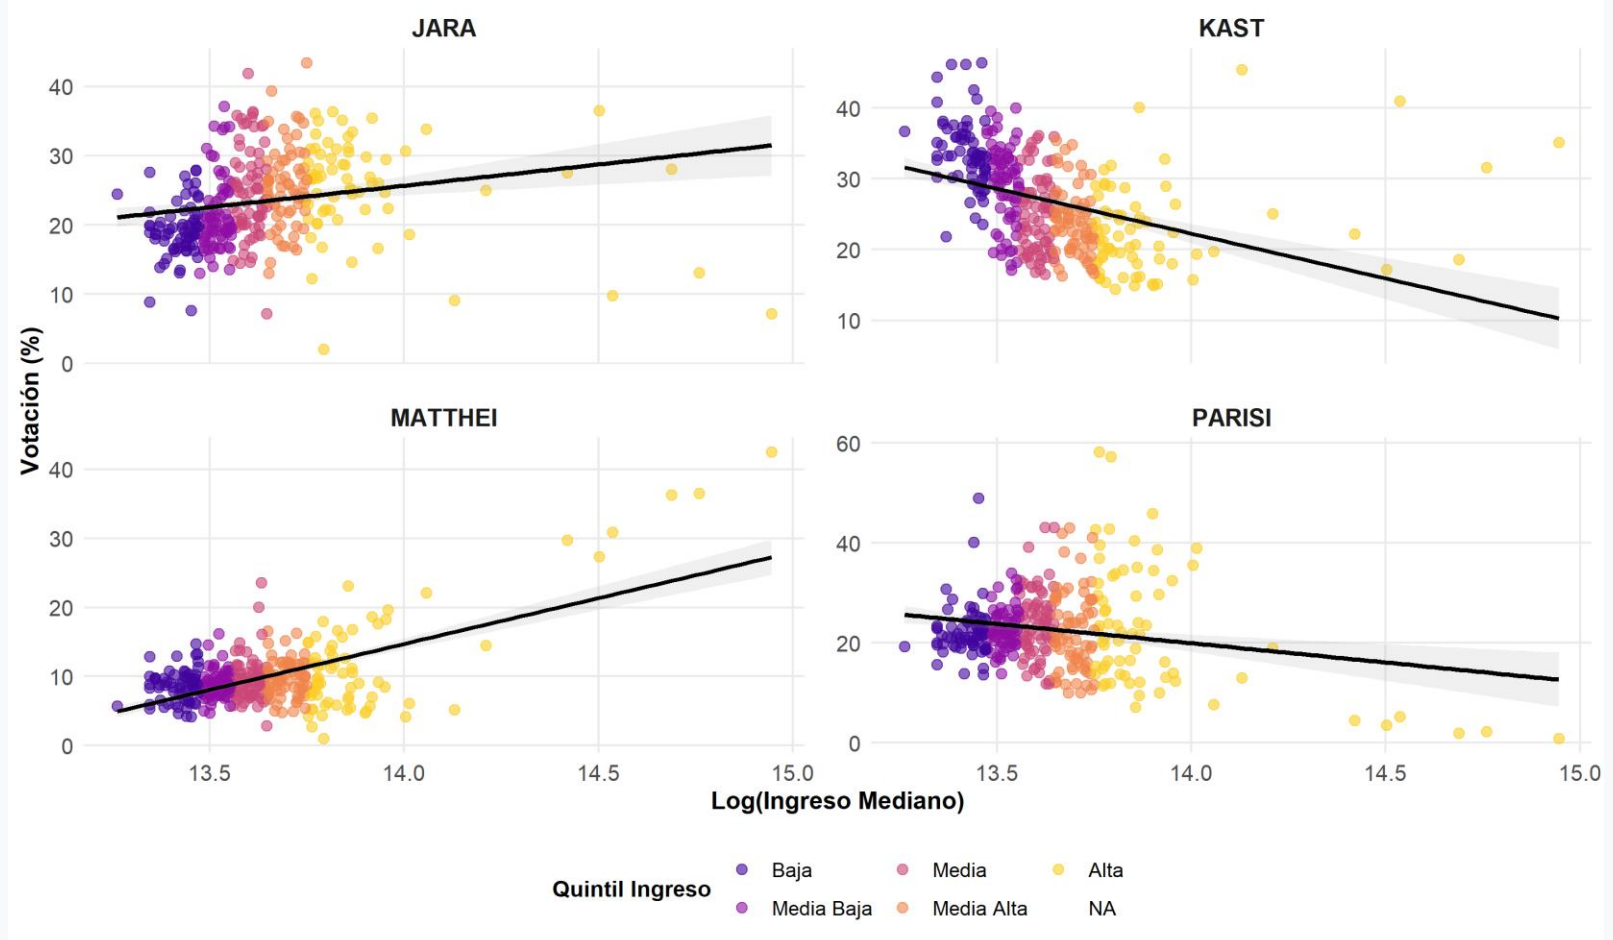 JARA
KAST
40
30
20
10
0
40
30
20
10
Votación (%)
MATTHEI
PARISI
40
30
20
10
0
60
40
20
0
13.5 14.0 14.5 15.0
13.5 14.0 14.5 15.0
Log(Ingreso Mediano)
Quintil Ingreso
Baja
Media
Alta
Media Baja
Media Alta
NA